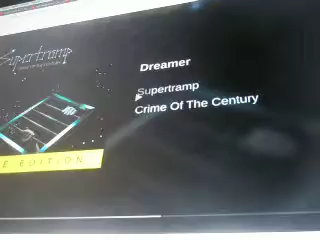 Supertramp
E EDITION
Dreamer
Supertramp
Crime Of The Century